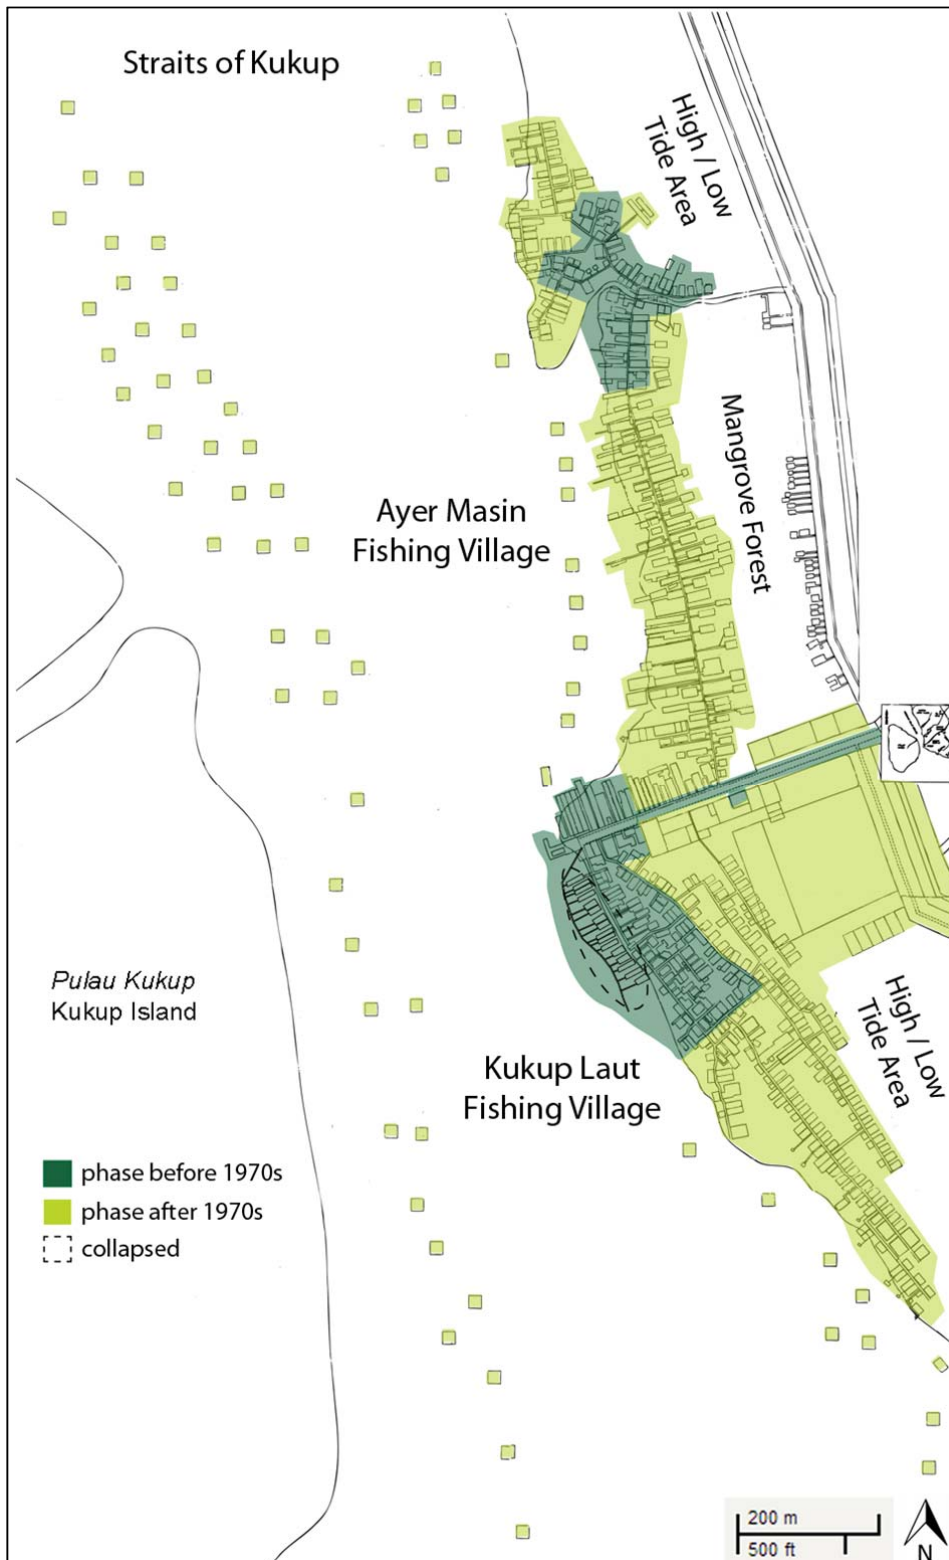 Straits of Kukup
High / Low
Tide Area
Mangrove Forest
Ayer Masin
Fishing Village
Pulau Kukup
Kukup Island
High / Low
Tide Area
Kukup Laut
Fishing Village
phase before 1970s
phase after 1970s
collapsed
200 m
500 ft
N